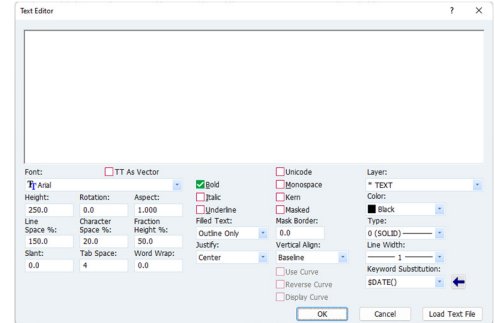 Text Editor ? X
Font: TT As Vector Unicode Layer:
Arial Bold Monospace * TEXT
Height: Rotation: Aspect: Italic Kern Color:
250.0 0.0 1.000 Underline Masked Black
Line Space %: Character Space %: Fraction Height %: Filled Text: Mask Border: Type:
150.0 20.0 50.0 Outline Only 0.0 0 (SOLID)
Slant: Tab Space: Word Wrap: Justify: Vertical Align: Line Width:
0.0 4 0.0 Center Baseline 1
Use Curve Keyword Substitution:
Reverse Curve $DATE()
Display Curve
OK Cancel Load Text File